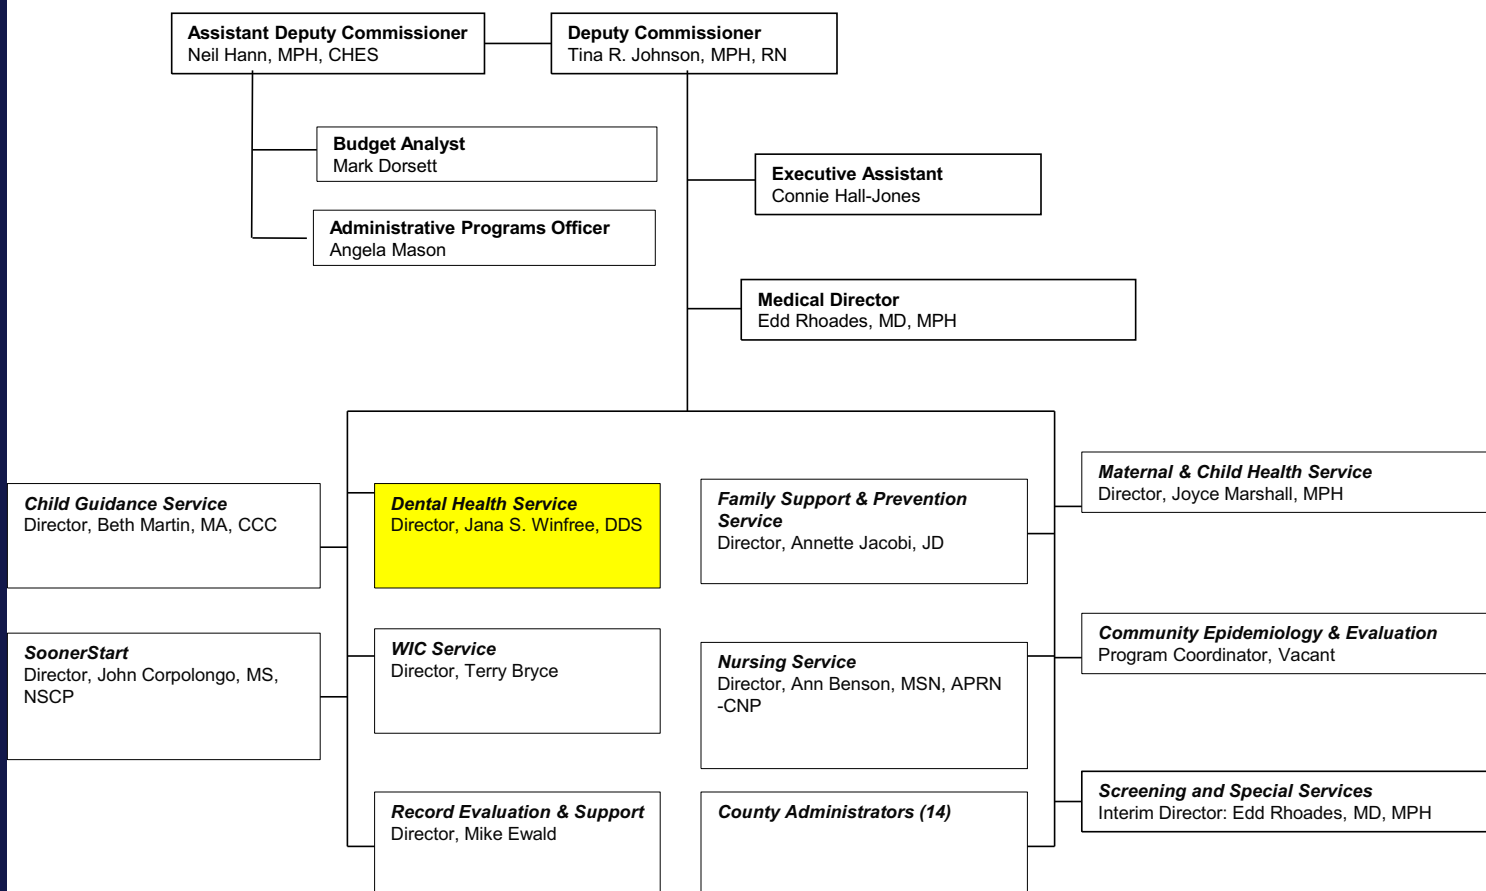 Assistant Deputy Commissioner
Neil Hann, MPH, CHES
Deputy Commissioner
Tina R. Johnson, MPH, RN
Budget Analyst
Mark Dorsett
Executive Assistant
Connie Hall-Jones
Administrative Programs Officer
Angela Mason
Medical Director
Edd Rhoades, MD, MPH
Child Guidance Service
Director, Beth Martin, MA, CCC
Dental Health Service
Director, Jana S. Winfree, DDS
Family Support & Prevention
Service
Director, Annette Jacobi, JD
Maternal & Child Health Service
Director, Joyce Marshall, MPH
SoonerStart
Director, John Corpolongo, MS,
NSCP
WIC Service
Director, Terry Bryce
Nursing Service
Director, Ann Benson, MSN, APRN
-CNP
Community Epidemiology & Evaluation
Program Coordinator, Vacant
Record Evaluation & Support
Director, Mike Ewald
County Administrators (14)
Screening and Special Services
Interim Director: Edd Rhoades, MD, MPH